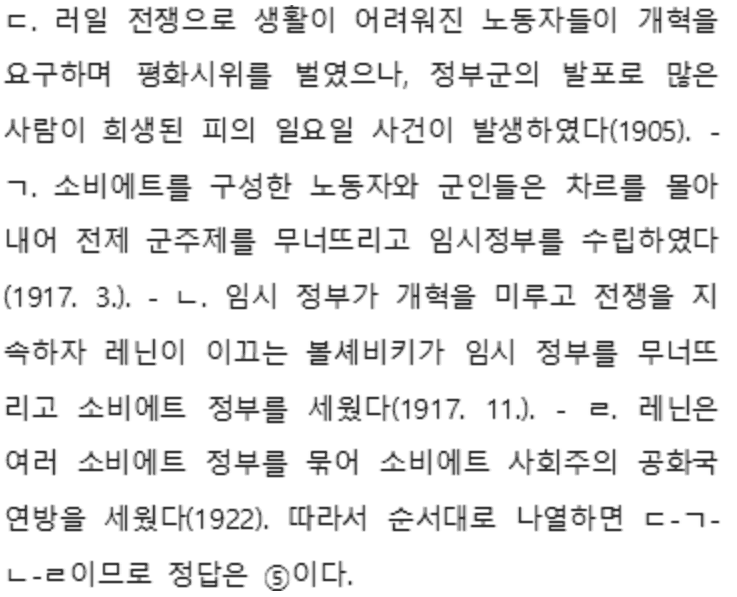 ㄷ. 러일 전쟁으로 생활이 어려워진 노동자들이 개혁을
요구하며 평화시위를 벌였으나, 정부군의 발포로 많은
사람이 희생된 피의 일요일 사건이 발생하였다(1905). -
ㄱ. 소비에트를 구성한 노동자와 군인들은 차르를 몰아
내어 전제 군주제를 무너뜨리고 임시정부를 수립하였다
(1917. 3.). - ㄴ. 임시 정부가 개혁을 미루고 전쟁을 지
속하자 레닌이 이끄는 볼셰비키가 임시 정부를 무너뜨
리고 소비에트 정부를 세웠다(1917. 11.). - ㄹ. 레닌은
여러 소비에트 정부를 묶어 소비에트 사회주의 공화국
연방을 세웠다(1922). 따라서 순서대로 나열하면 ㄷ-ㄱ-
ㄴ-ㄹ이므로 정답은 ⑤이다.